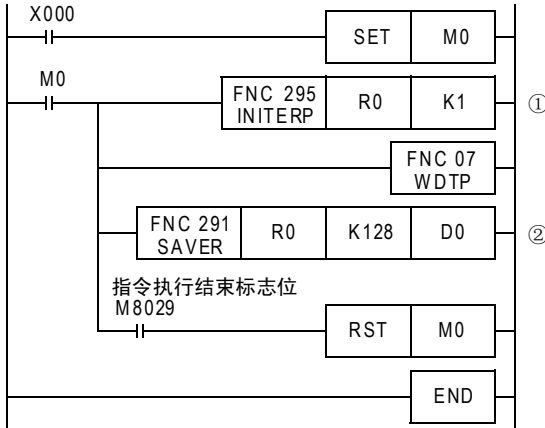 X000
SET M0
M0
FNC 295
INITERP R0 K1 ①
FNC 07
WDTP
FNC 291
SAVER R0 K128 D0 ②
指令执行结束标志位
M8029
RST M0
END